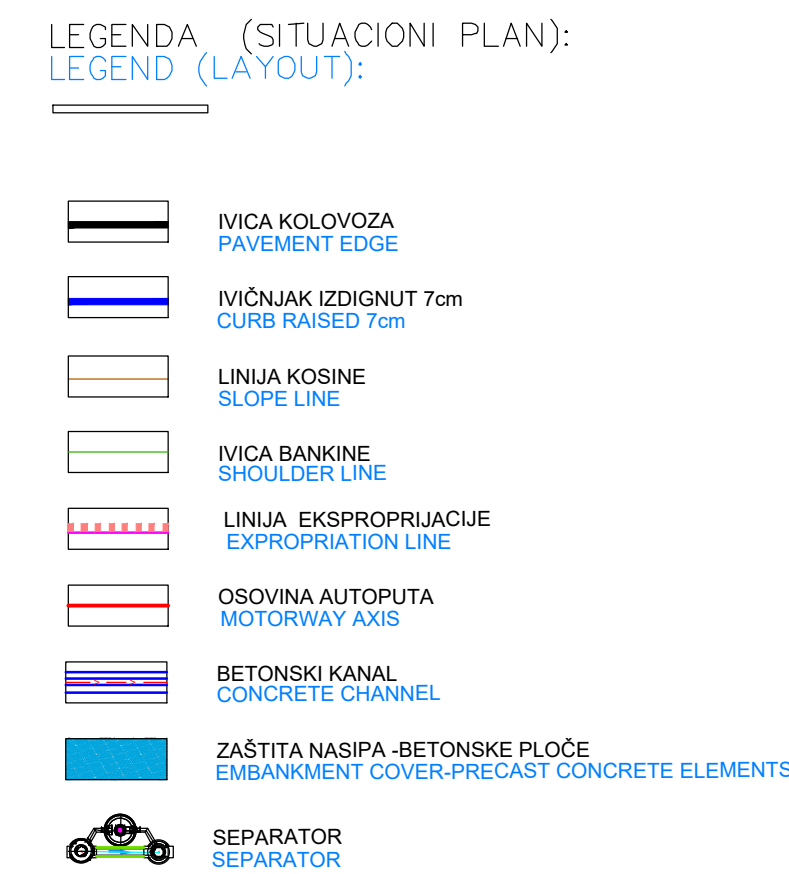 LEGENDA (SITUACIONI PLAN):
LEGEND (LAYOUT):
IVICA KOLOVOZA
PAVEMENT EDGE
IVIČNJAK IZDIGNUT 7cm
CURB RAISED 7cm
LINIJA KOSINE
SLOPE LINE
IVICA BANKINE
SHOULDER LINE
LINIJA EKSPROPRIJACIJE
EXPROPRIATION LINE
OSOVINA AUTOPUTA
MOTORWAY AXIS
BETONSKI KANAL
CONCRETE CHANNEL
ZAŠTITA NASIPA -BETONSKE PLOČE
EMBANKMENT COVER-PRECAST CONCRETE ELEMENTS
SEPARATOR
SEPARATOR